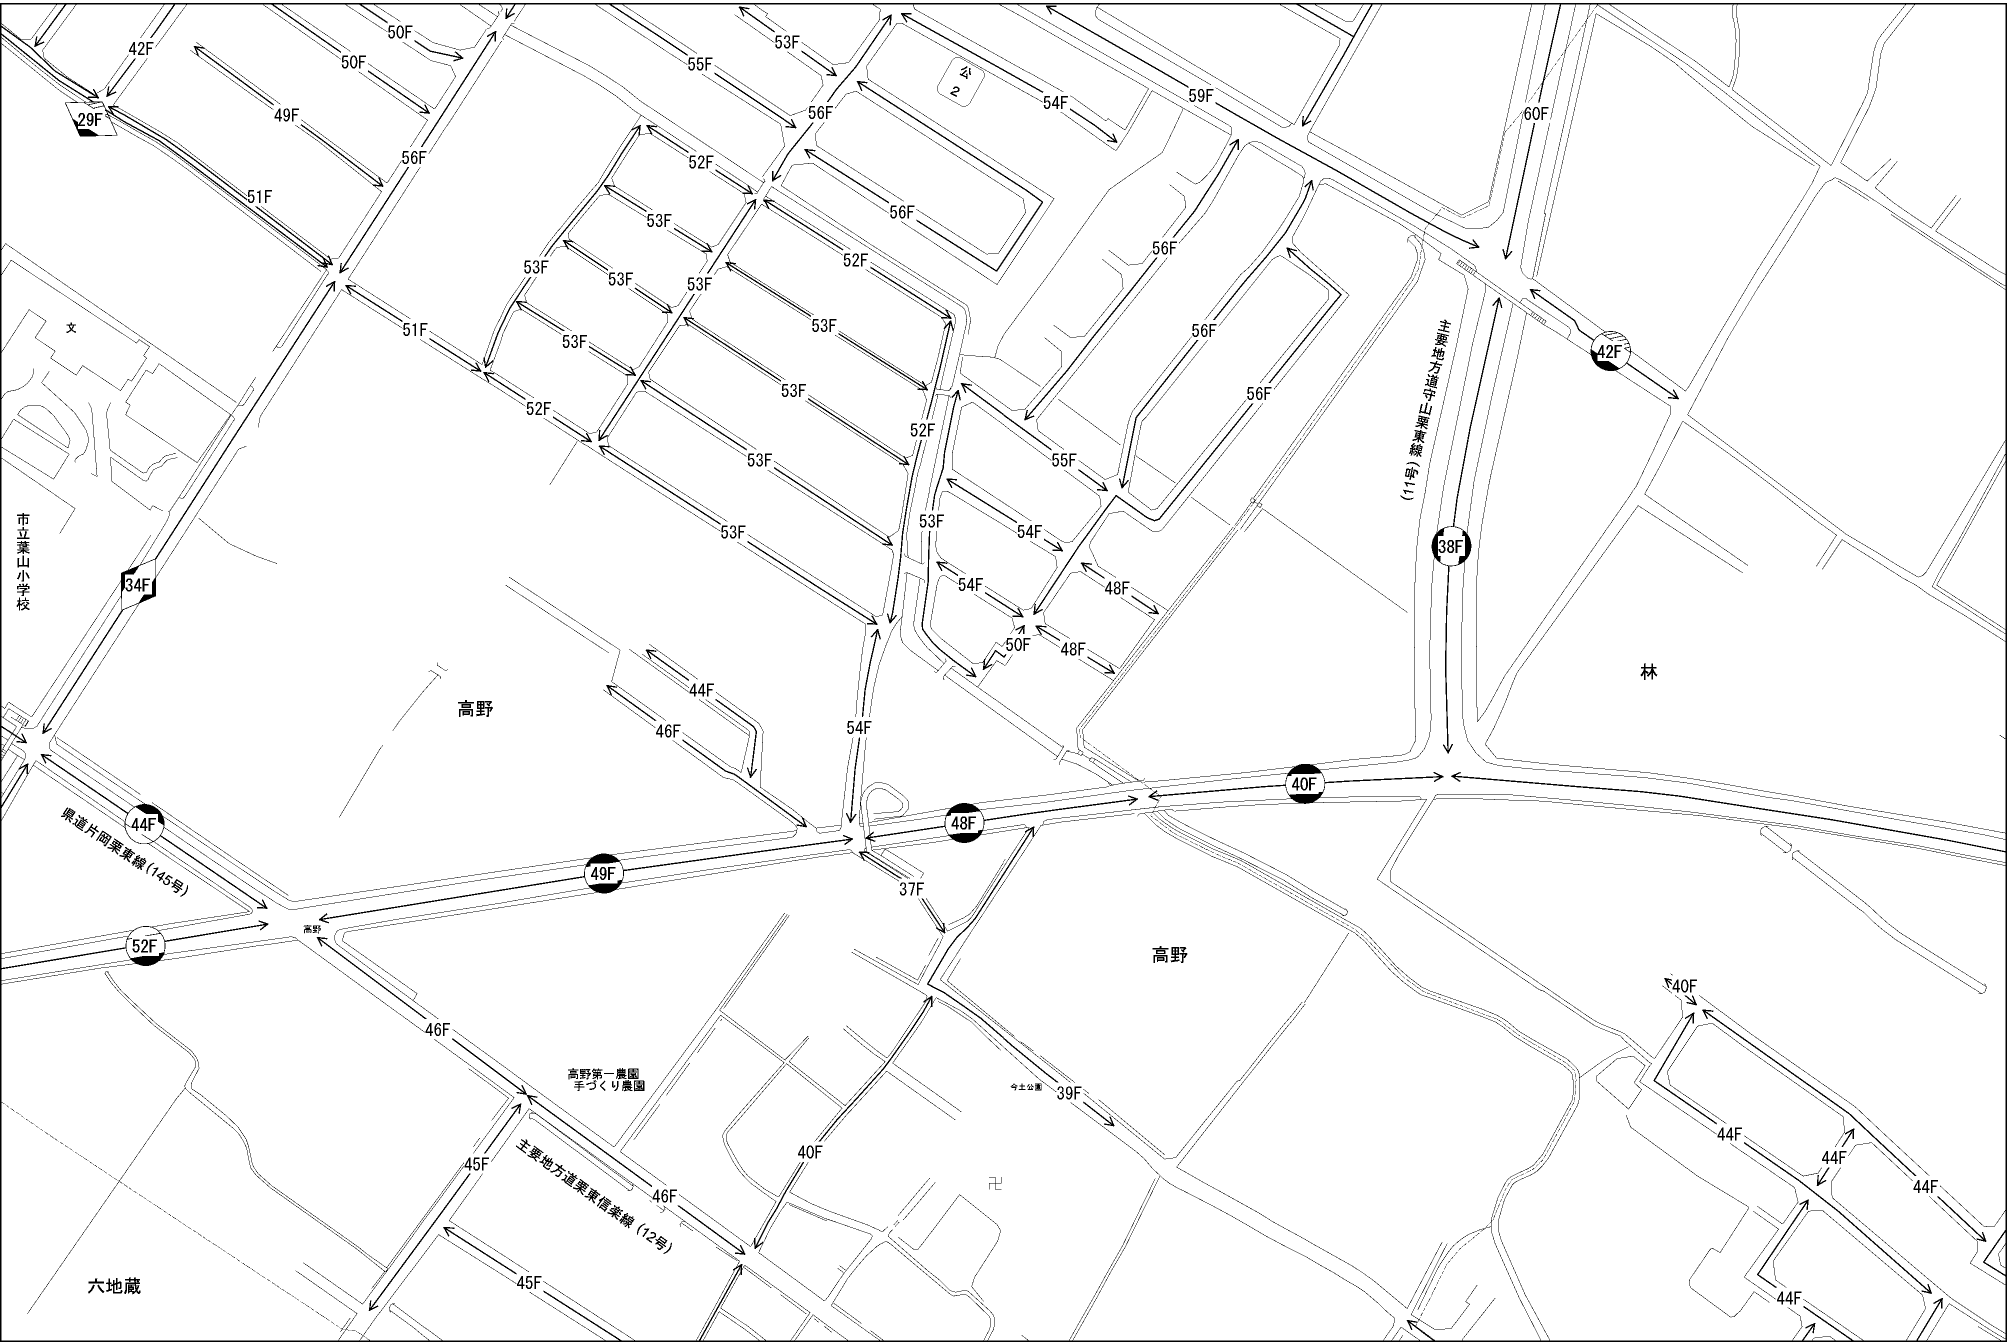 50F
53F
42F
50F
55F
公
2
59F
54F
49F
56F
60F
29F
56F
52F
51F
53F
56F
56F
52F
53F
53F
53F
文
51F
53F
53F
56F
42F
主要地方道守山栗東線(11号)
53F
56F
52F
52F
53F
55F
53F
53F
54F
38F
市立葉山小学校
34F
54F
48F
50F
48F
林
44F
高野
46F
54F
40F
44F
48F
県道片岡栗東線(145号)
49F
37F
高野
52F
高野
40F
46F
高野第一農園
手づくり農園
今土公園
39F
44F
40F
44F
45F
主要地方道栗東信楽線(12号)
46F
卍
44F
六地蔵
45F
44F